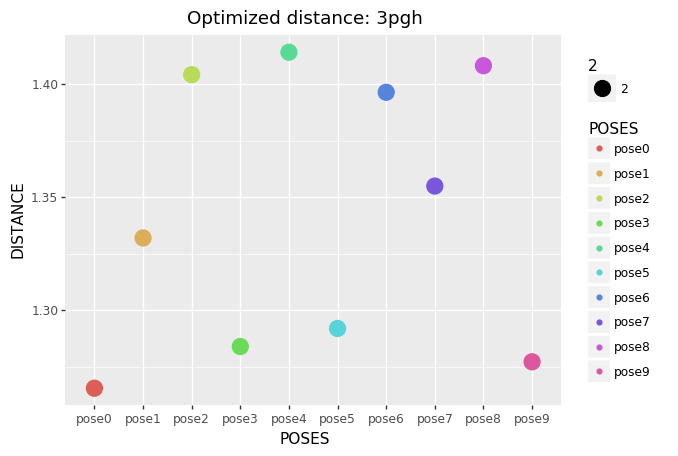 Optimized distance: 3pgh
DISTANCE
1.40
1.35
1.30
pose0 pose1 pose2 pose3 pose4 pose5 pose6 pose7 pose8 pose9
POSES
2
2
POSES
pose0
pose1
pose2
pose3
pose4
pose5
pose6
pose7
pose8
pose9